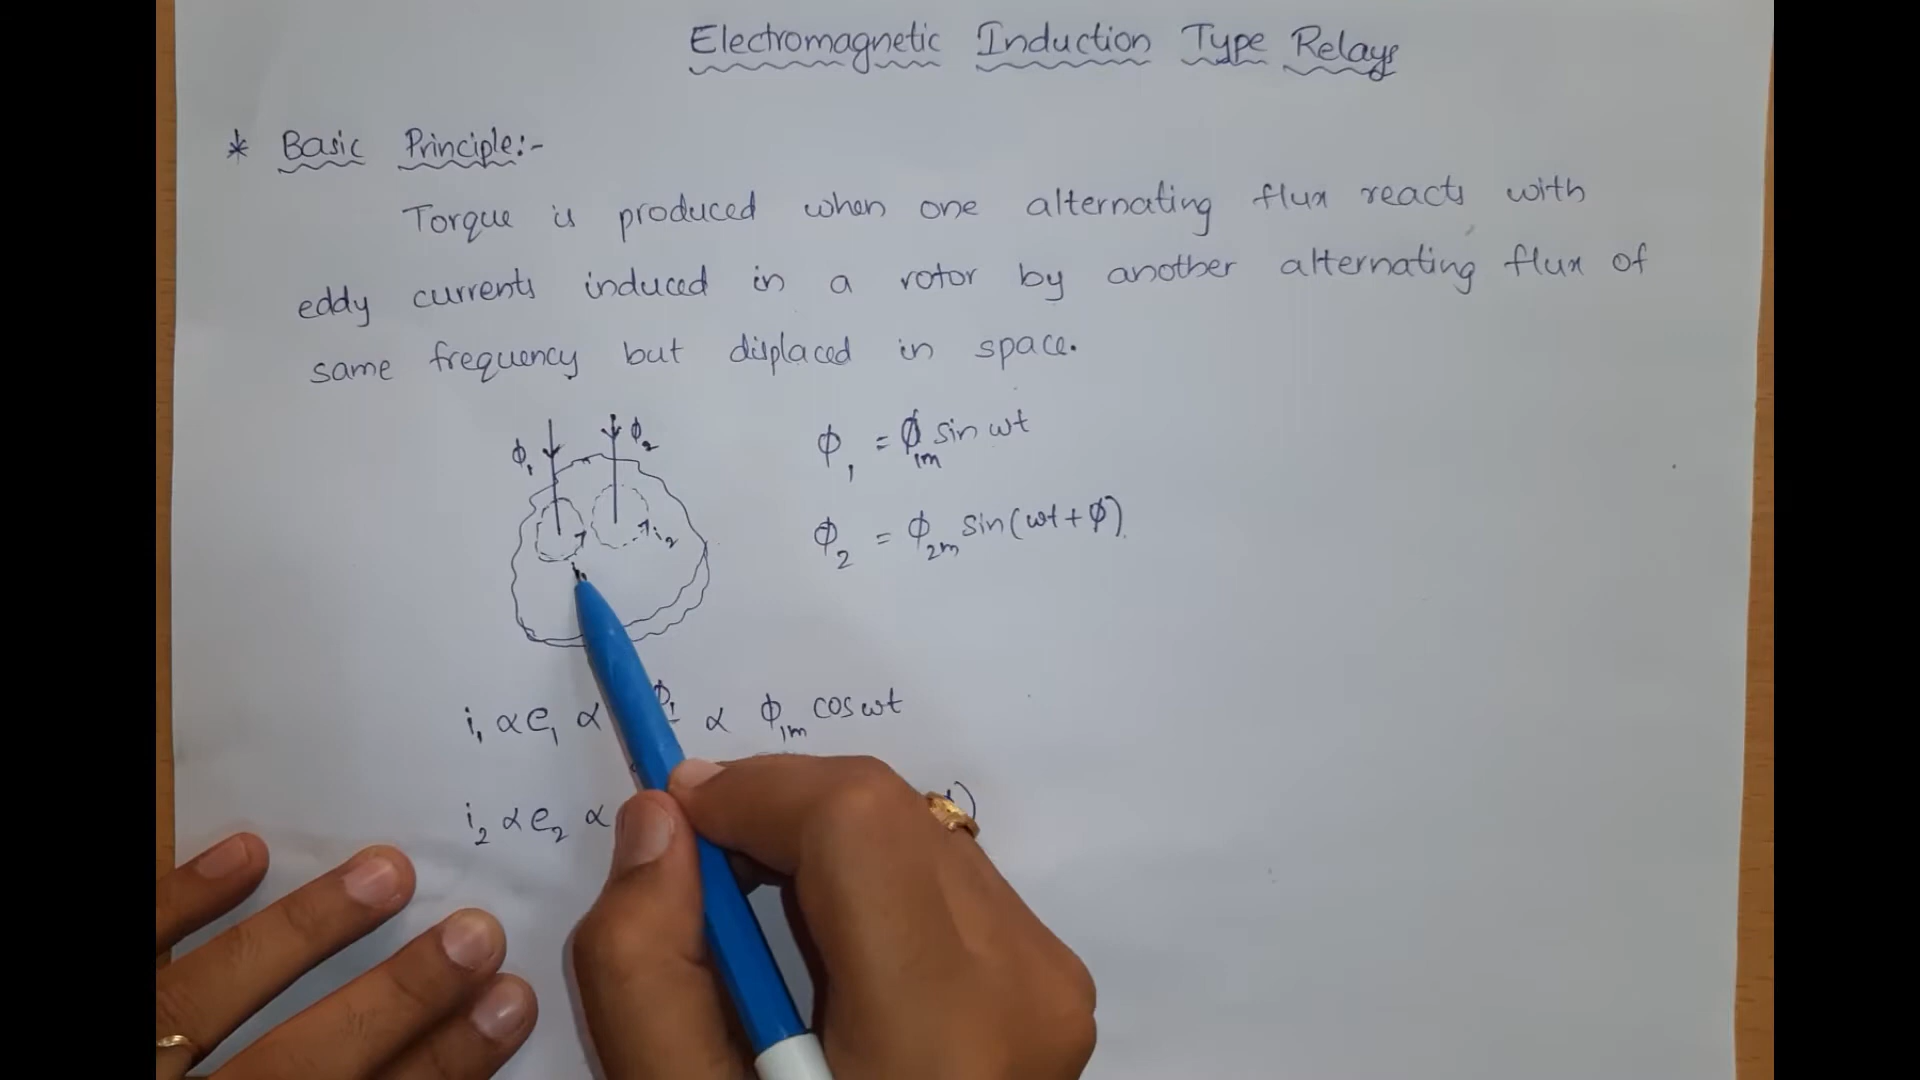 Electromagnetic Induction Type Relays
* Basic Principle:-
Torque is produced when one alternating flux reacts with
eddy currents induced in a rotor by another alternating flux of
same frequency but displaced in space.
ϕ₁ ϕ₂
i₂
ϕ₁ = ϕ₁ₘ sin ωt
ϕ₂ = ϕ₂ₘ sin(ωt + ϕ)
i₁ α e₁ α ϕ₁ α ϕ₁ₘ cos ωt
i₂ α e₂ α )